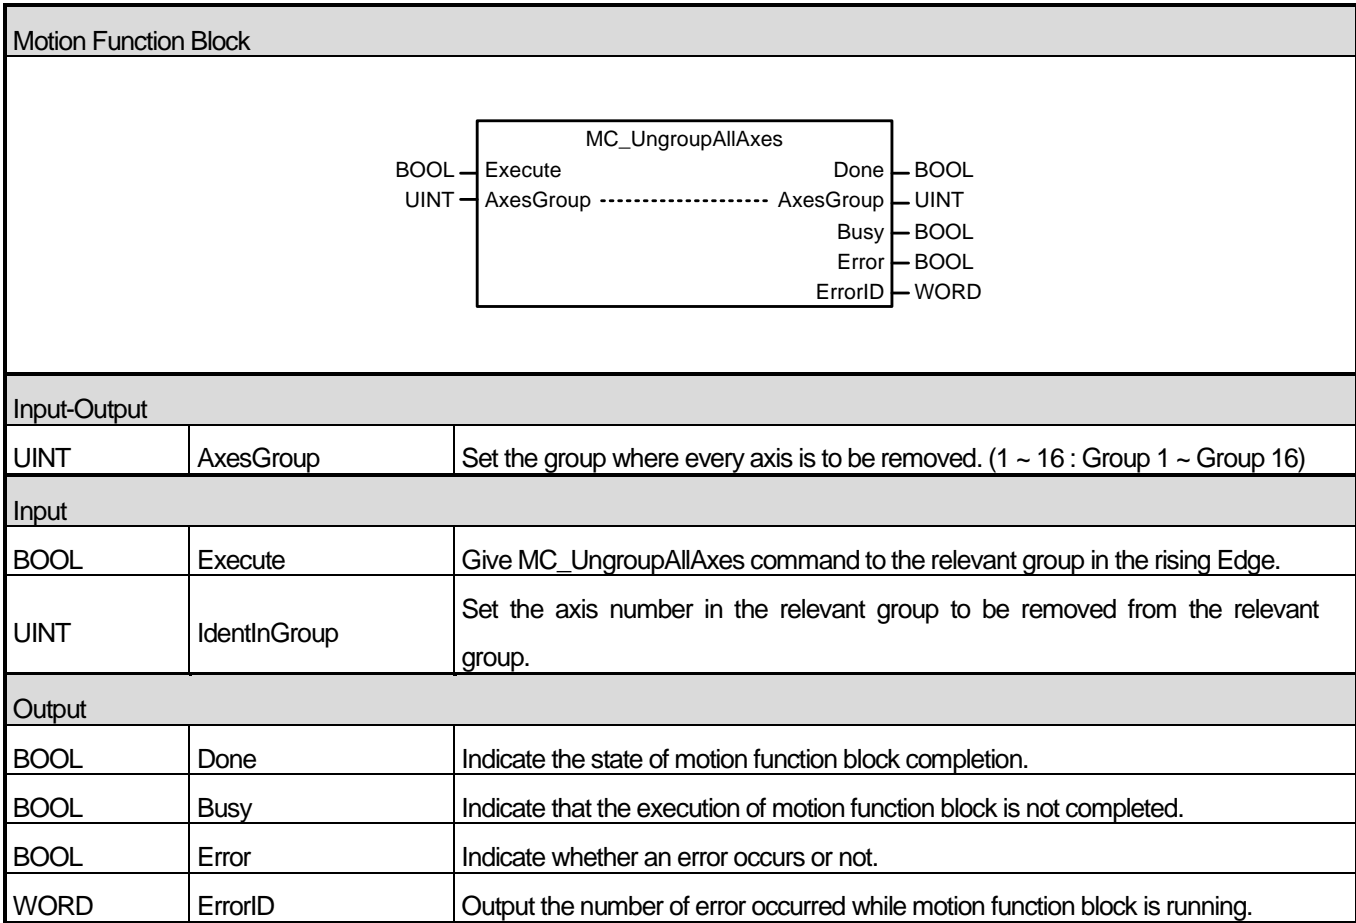 Motion Function Block
MC_UngroupAllAxes
BOOL Execute Done BOOL
UINT AxesGroup AxesGroup UINT
Busy BOOL
Error BOOL
ErrorID WORD
Input-Output
UINT AxesGroup Set the group where every axis is to be removed. (1 ~ 16 : Group 1 ~ Group 16)
Input
BOOL Execute Give MC_UngroupAllAxes command to the relevant group in the rising Edge.
UINT IdentInGroup Set the axis number in the relevant group to be removed from the relevant
group.
Output
BOOL Done Indicate the state of motion function block completion.
BOOL Busy Indicate that the execution of motion function block is not completed.
BOOL Error Indicate whether an error occurs or not.
WORD ErrorID Output the number of error occurred while motion function block is running.